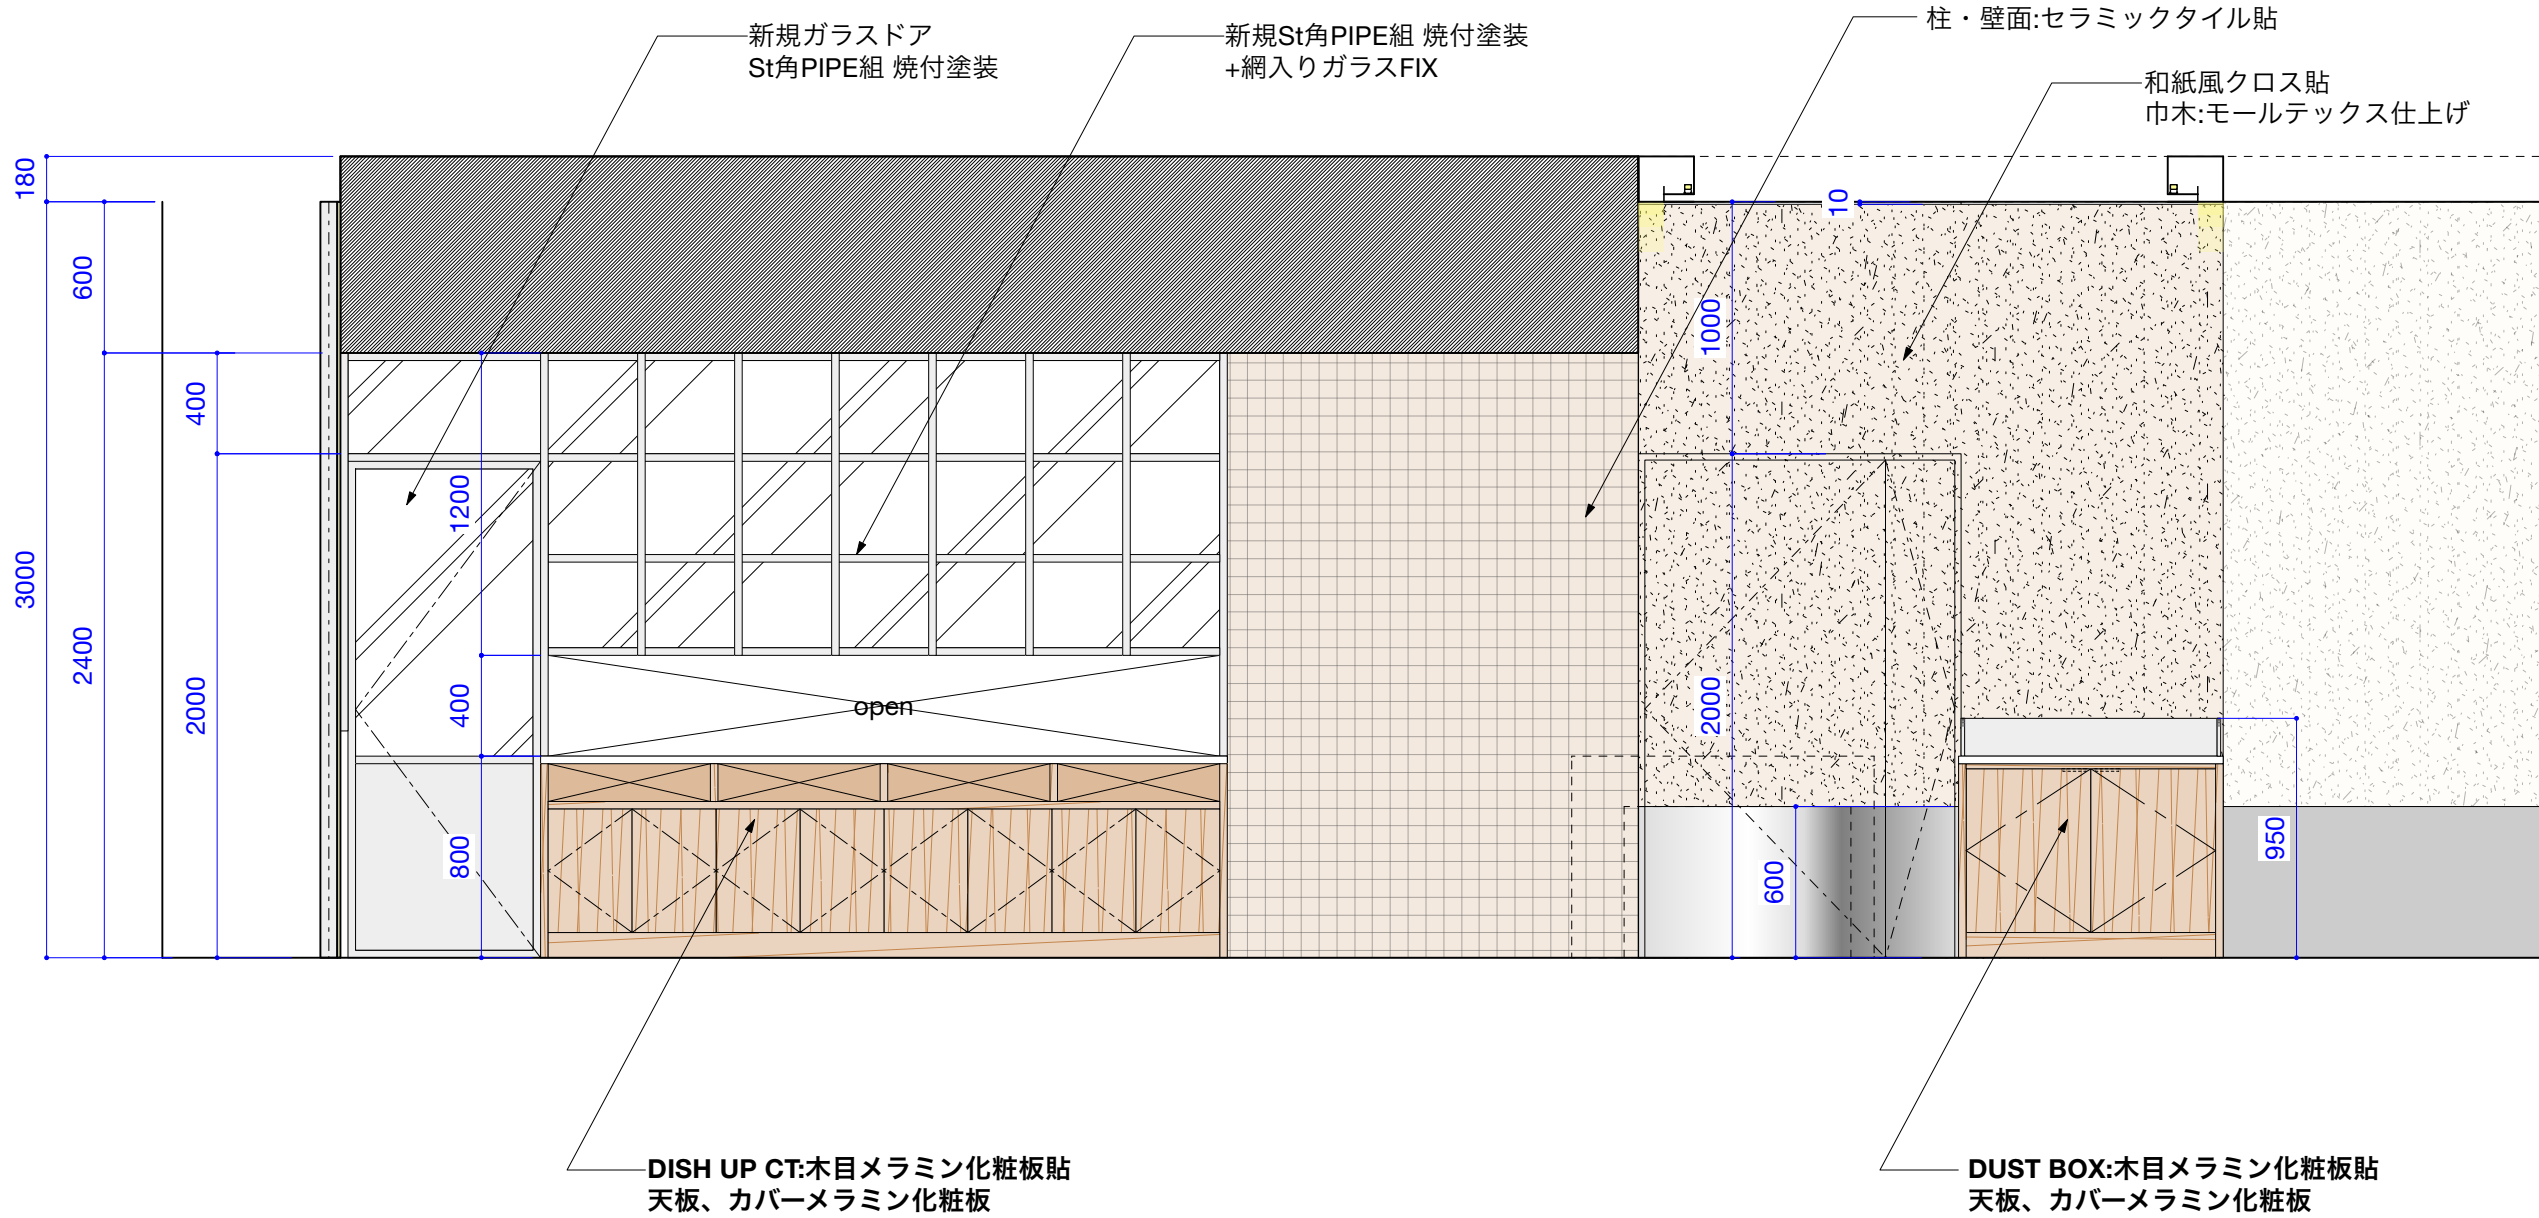 柱・壁面:セラミックタイル貼
新規ガラスドア
St角PIPE組 焼付塗装
新規St角PIPE組 焼付塗装
+網入りガラスFIX
和紙風クロス貼
巾木:モールテックス仕上げ
180
600
400
3000
2400
2000
1200
400
800
10
1000
2000
600
950
open
DISH UP CT:木目メラミン化粧板貼
天板、カバーメラミン化粧板
DUST BOX:木目メラミン化粧板貼
天板、カバーメラミン化粧板